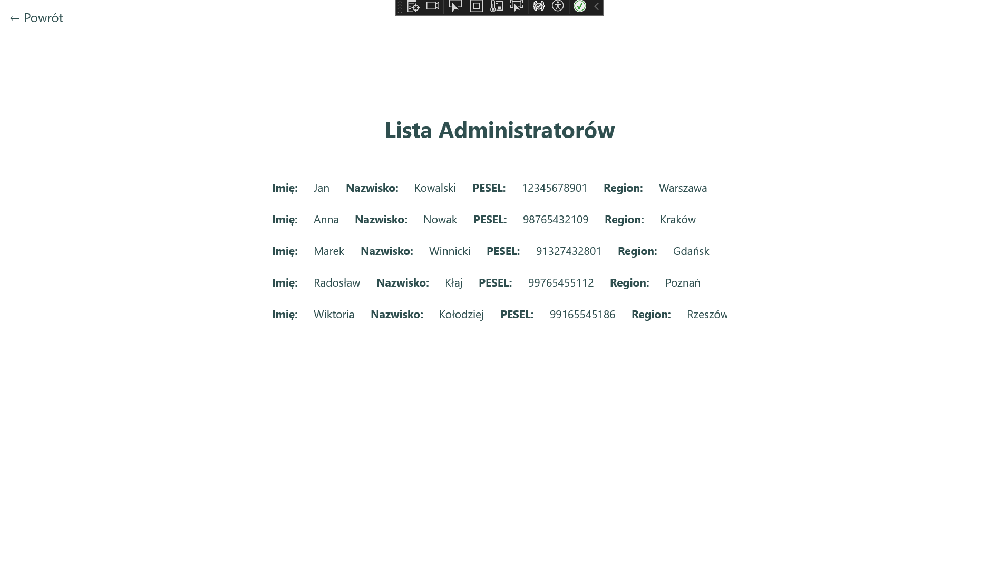 ← Powrót
Lista Administratorów
Imię: Jan Nazwisko: Kowalski PESEL: 12345678901 Region: Warszawa
Imię: Anna Nazwisko: Nowak PESEL: 98765432109 Region: Kraków
Imię: Marek Nazwisko: Winnicki PESEL: 91327432801 Region: Gdańsk
Imię: Radosław Nazwisko: Kłaj PESEL: 99765455112 Region: Poznań
Imię: Wiktoria Nazwisko: Kołodziej PESEL: 99165545186 Region: Rzeszów